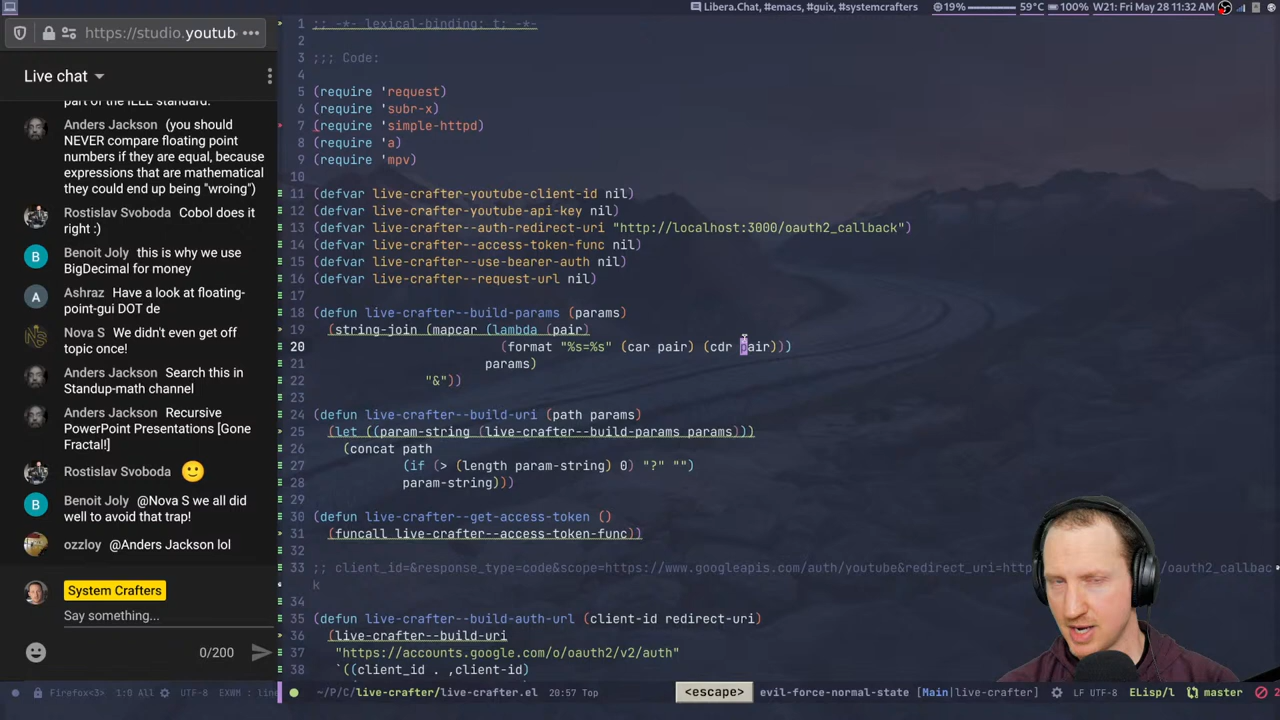 Libera.Chat, #emacs, #guix, #systemcrafters 19% 59°C 100% W21: Fri May 28 11:32 AM
https://studio.youtub
Live chat
part of the IEEE standard.
Anders Jackson (you should
NEVER compare floating point
numbers if they are equal, because
expressions that are mathematical
they could end up being "wroing")
Rostislav Svoboda Cobol does it
right :)
Benoit Joly this is why we use
BigDecimal for money
Ashraz Have a look at floating-
point-gui DOT de
Nova S We didn't even get off
topic once!
Anders Jackson Search this in
Standup-math channel
Anders Jackson Recursive
PowerPoint Presentations [Gone
Fractal!]
Rostislav Svoboda 🙂
Benoit Joly @Nova S we all did
well to avoid that trap!
ozzloy @Anders Jackson lol
System Crafters
Say something...
0/200
1 ;; -*- lexical-binding: t; -*-
2
3 ;;; Code:
4
5 (require 'request)
6 (require 'subr-x)
7 (require 'simple-httpd)
8 (require 'a)
9 (require 'mpv)
10
11 (defvar live-crafter-youtube-client-id nil)
12 (defvar live-crafter-youtube-api-key nil)
13 (defvar live-crafter--auth-redirect-uri "http://localhost:3000/oauth2_callback")
14 (defvar live-crafter--access-token-func nil)
15 (defvar live-crafter--use-bearer-auth nil)
16 (defvar live-crafter--request-url nil)
17
18 (defun live-crafter--build-params (params)
19 (string-join (mapcar (lambda (pair)
20 (format "%s=%s" (car pair) (cdr pair)))
21 params)
22 "&"))
23
24 (defun live-crafter--build-uri (path params)
25 (let ((param-string (live-crafter--build-params params)))
26 (concat path
27 (if (> (length param-string) 0) "?" "")
28 param-string)))
29
30 (defun live-crafter--get-access-token ()
31 (funcall live-crafter--access-token-func))
32
33 ;; client_id=&response_type=code&scope=https://www.googleapis.com/auth/youtube&redirect_uri=http /oauth2_callbac
k
34
35 (defun live-crafter--build-auth-url (client-id redirect-uri)
36 (live-crafter--build-uri
37 "https://accounts.google.com/o/oauth2/v2/auth"
38 `((client_id . ,client-id)
Firefox<3> 1:0 All UTF-8 EXWM : line
~/P/C/live-crafter/live-crafter.el 20:57 Top <escape> evil-force-normal-state [Main|live-crafter] LF UTF-8 ELisp/l master 2